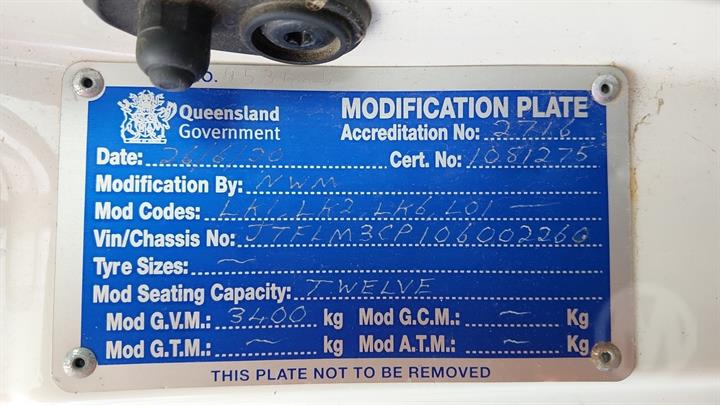 Queensland Government
MODIFICATION PLATE
Accreditation No: 2716
Date: 26/6/20 Cert. No: 1081275
Modification By: NWM
Mod Codes: LK1, LK2, LK6, LO1 —
Vin/Chassis No: JTFLM3CP106002260
Tyre Sizes: ~
Mod Seating Capacity: TWELVE
Mod G.V.M.: 3400 kg Mod G.C.M.: ~ Kg
Mod G.T.M.: ~ kg Mod A.T.M.: ~ Kg
THIS PLATE NOT TO BE REMOVED